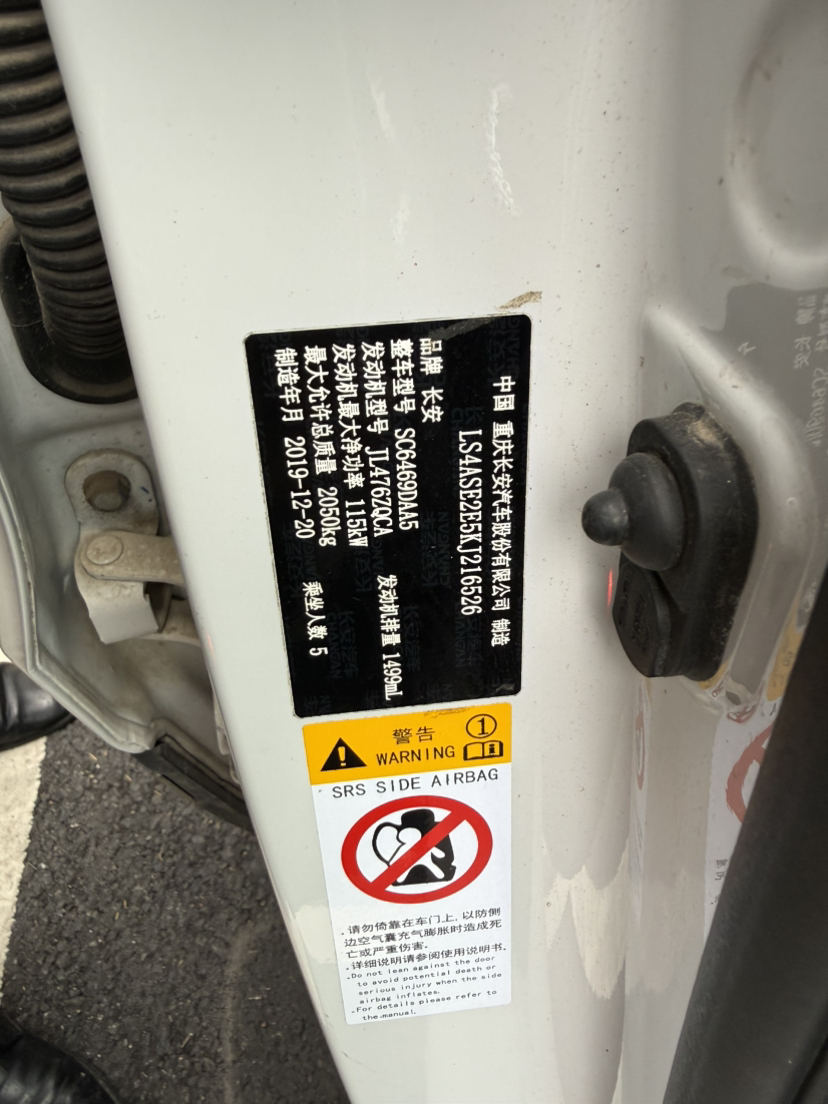 中国 重庆长安汽车股份有限公司 制造
LS4ASE2E5KJ216526
品牌 长安
整车型号 SC6469DAA5
发动机型号 JL476ZQCA 发动机排量 1499mL
发动机最大净功率 115kW
最大允许总质量 2050kg
制造年月 2019-12-20 乘坐人数 5
警告 1
WARNING
SRS SIDE AIRBAG
.请勿倚靠在车门上,以防侧
边空气囊充气膨胀时造成死
亡或严重伤害.
.详细说明请参阅使用说明书.
.Do not lean against the door
to avoid potential death or
serious injury when the side
airbag inflates.
.For details please refer to
the manual.